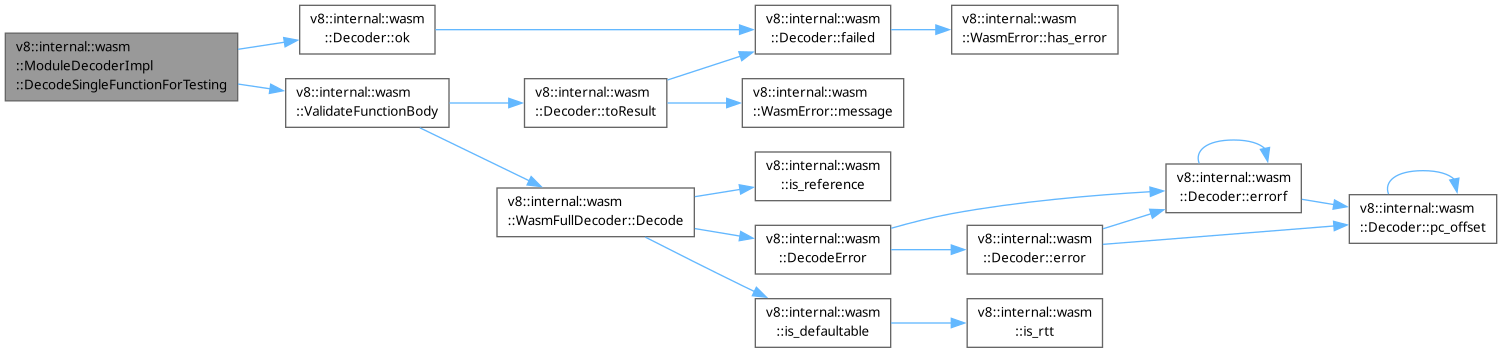 v8::internal::wasm
::ModuleDecoderImpl
::DecodeSingleFunctionForTesting
v8::internal::wasm
::Decoder::ok
v8::internal::wasm
::ValidateFunctionBody
v8::internal::wasm
::Decoder::failed
v8::internal::wasm
::WasmError::has_error
v8::internal::wasm
::Decoder::toResult
v8::internal::wasm
::WasmError::message
v8::internal::wasm
::WasmFullDecoder::Decode
v8::internal::wasm
::is_reference
v8::internal::wasm
::DecodeError
v8::internal::wasm
::Decoder::error
v8::internal::wasm
::Decoder::errorf
v8::internal::wasm
::Decoder::pc_offset
v8::internal::wasm
::is_defaultable
v8::internal::wasm
::is_rtt